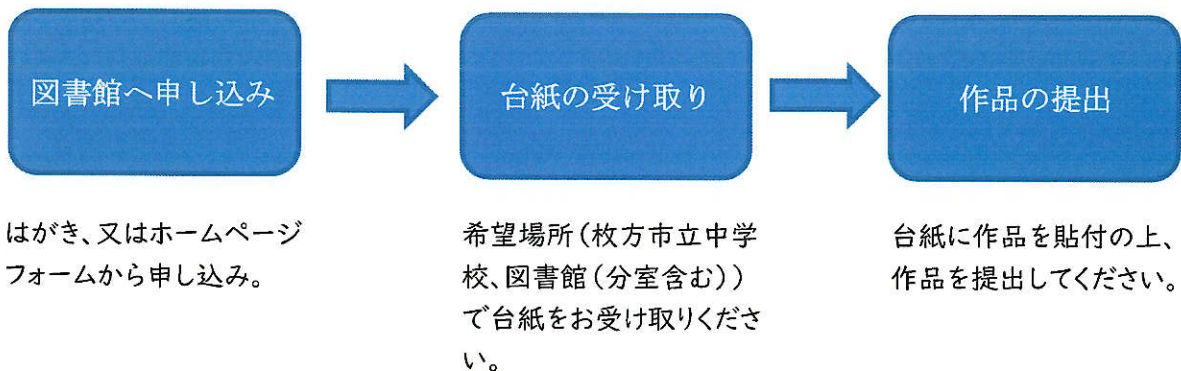 図書館へ申し込み
台紙の受け取り
作品の提出
はがき、又はホームページ
フォームから申し込み。
希望場所(枚方市立中学
校、図書館(分室含む))
で台紙をお受け取りくださ
い。
台紙に作品を貼付の上、
作品を提出してください。